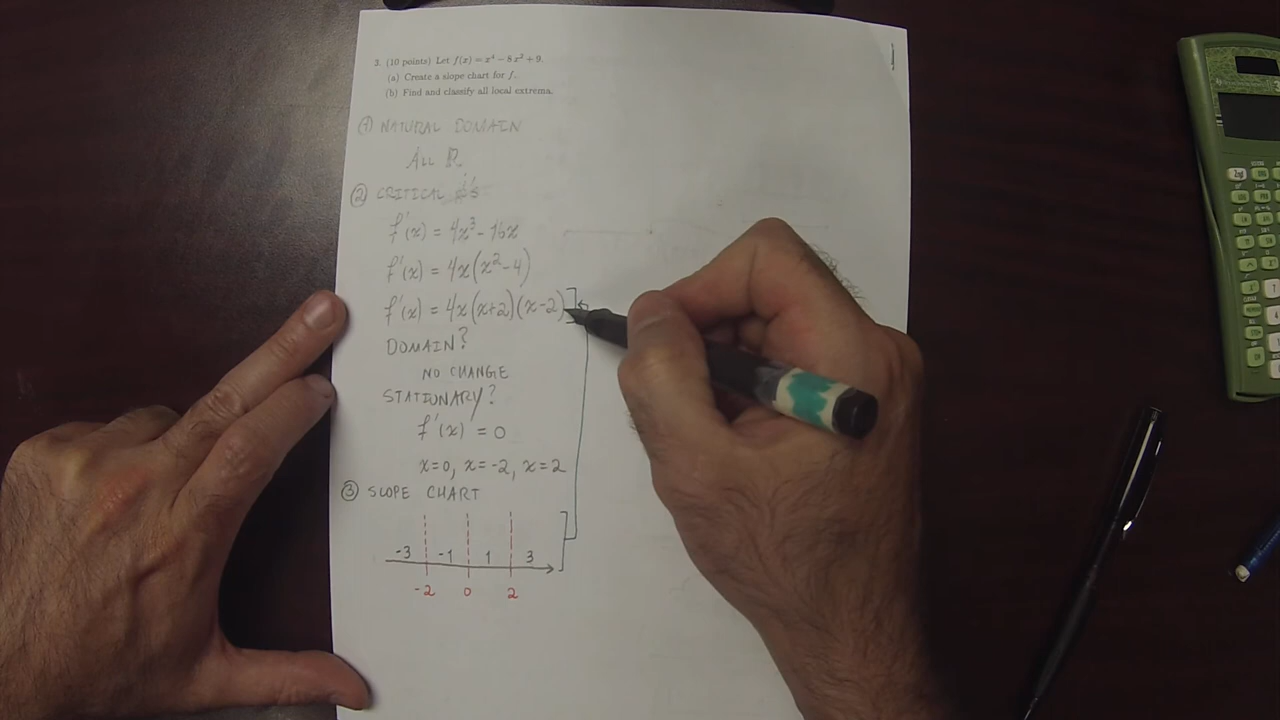 3. (10 points) Let f(x) = x⁴ − 8x² + 9.
(a) Create a slope chart for f.
(b) Find and classify all local extrema.
① NATURAL DOMAIN
ALL ℝ
② CRITICAL #'s
f'(x) = 4x³ - 16x
f'(x) = 4x(x² - 4)
f'(x) = 4x(x+2)(x-2)
DOMAIN?
NO CHANGE
STATIONARY?
f'(x) = 0
x=0, x=-2, x=2
③ SLOPE CHART
-3 -1 1 3
-2 0 2